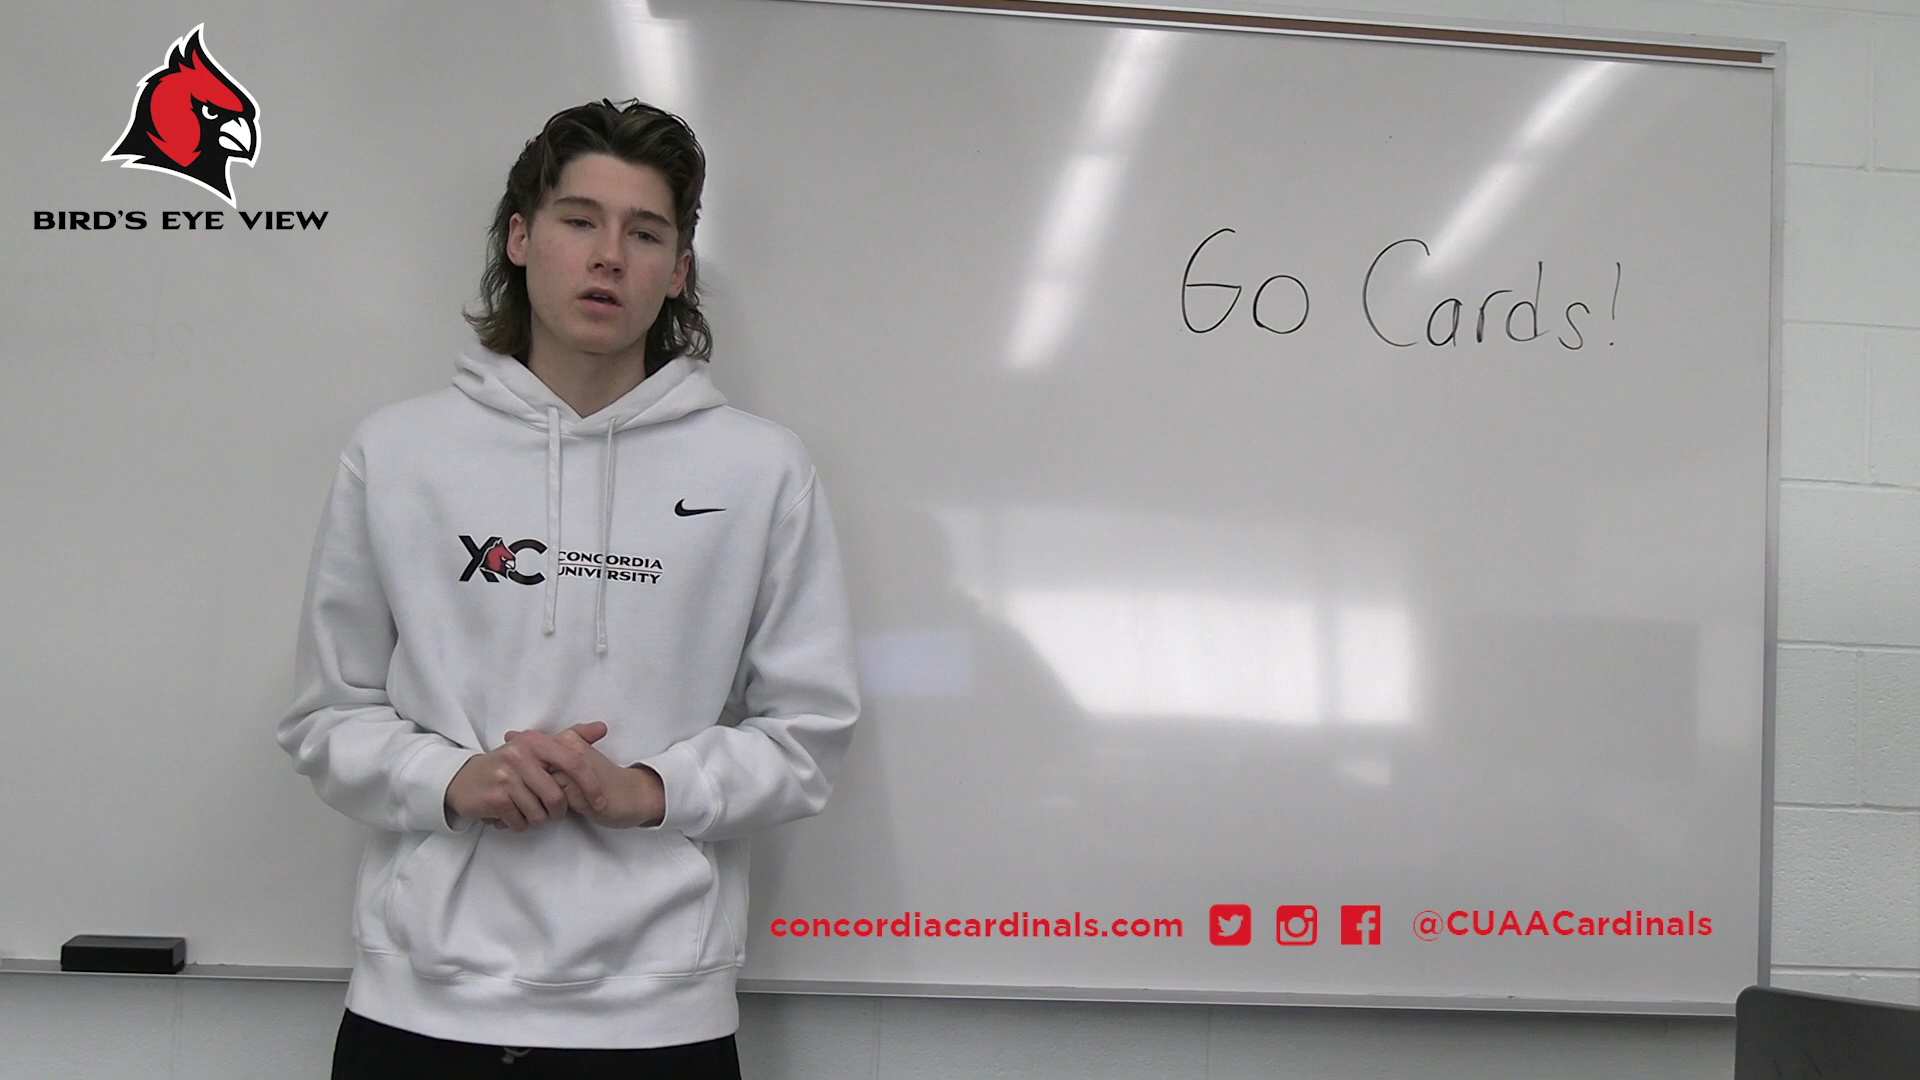 BIRD'S EYE VIEW
Go Cards!
XC CONCORDIA
UNIVERSITY
concordiacardinals.com @CUAACardinals